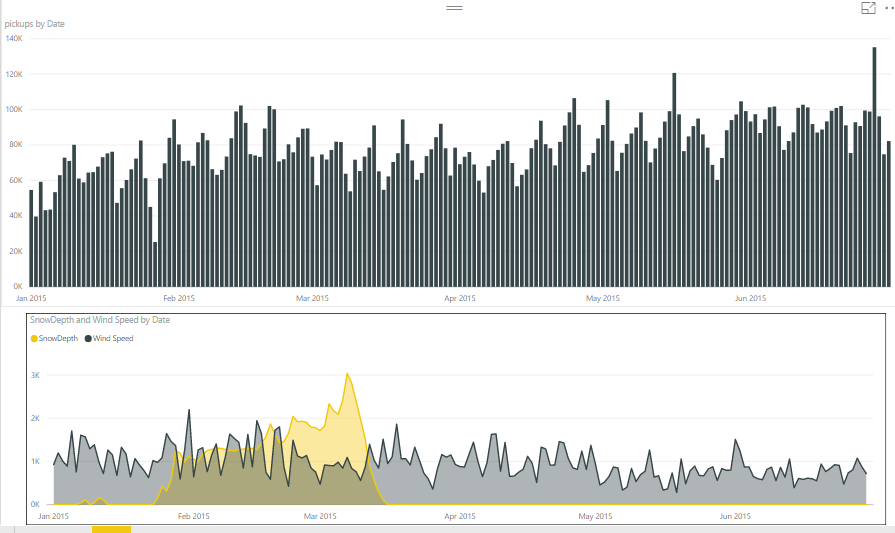 pickups by Date
140K
120K
100K
80K
60K
40K
20K
0K
Jan 2015 Feb 2015 Mar 2015 Apr 2015 May 2015 Jun 2015
SnowDepth and Wind Speed by Date
SnowDepth Wind Speed
3K
2K
1K
0K
Jan 2015 Feb 2015 Mar 2015 Apr 2015 May 2015 Jun 2015